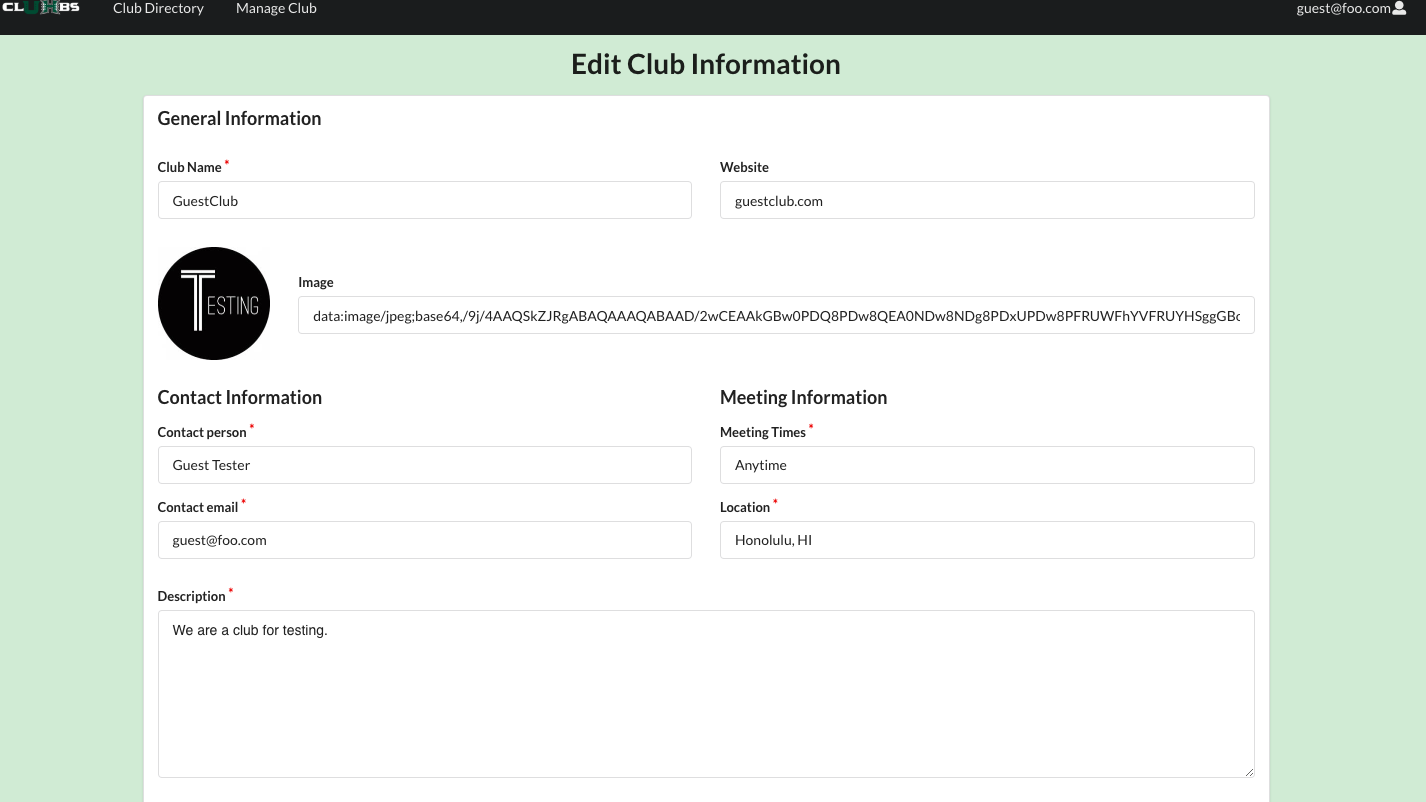 Club Directory Manage Club guest@foo.com
Edit Club Information
General Information
Club Name * Website
GuestClub guestclub.com
TESTING
Image
data:image/jpeg;base64,/9j/4AAQSkZJRgABAQAAAQABAAD/2wCEAAkGBw0PDQ8PDw8QEA0NDw8NDg8PDxUPDw8PFRUWFhYVFRUYHSggGBo
Contact Information Meeting Information
Contact person * Meeting Times *
Guest Tester Anytime
Contact email * Location *
guest@foo.com Honolulu, HI
Description *
We are a club for testing.